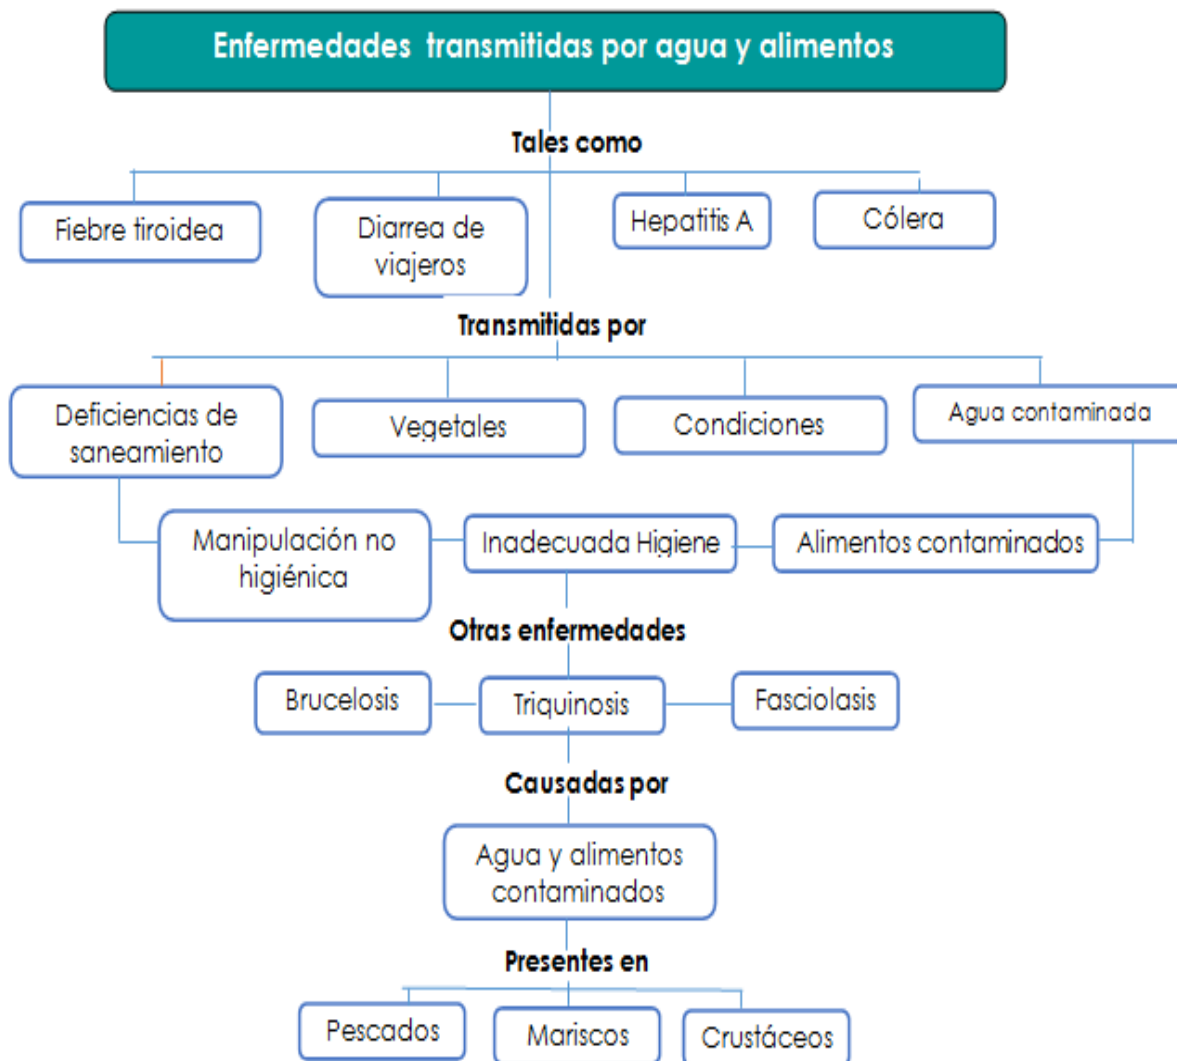 Enfermedades transmitidas por agua y alimentos
Tales como
Fiebre tiroidea
Diarrea de
viajeros
Hepatitis A
Cólera
Transmitidas por
Deficiencias de
saneamiento
Vegetales
Condiciones
Agua contaminada
Manipulación no
higiénica
Inadecuada Higiene
Alimentos contaminados
Otras enfermedades
Brucelosis
Triquinosis
Fasciolasis
Causadas por
Agua y alimentos
contaminados
Presentes en
Pescados
Mariscos
Crustáceos